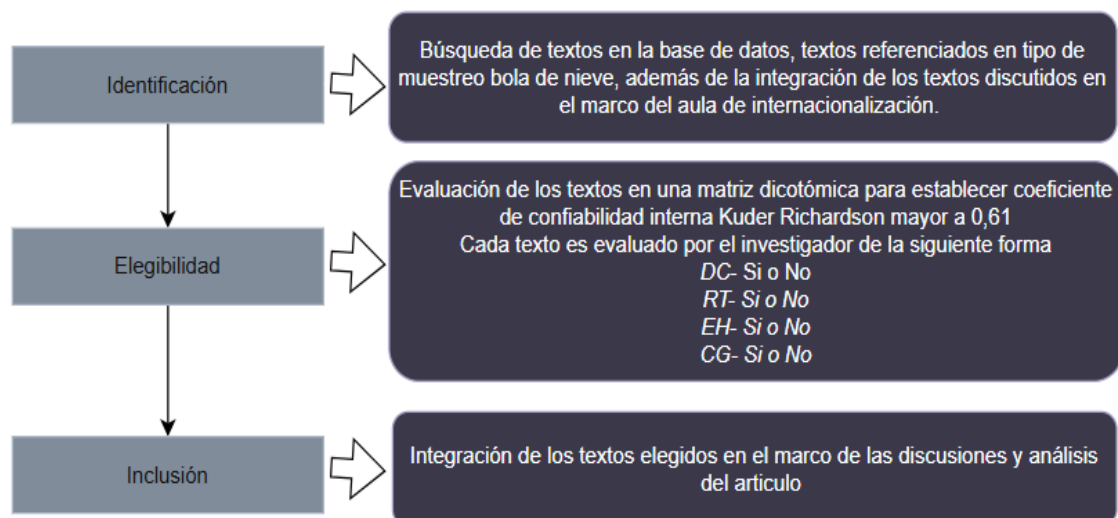 Identificación
Búsqueda de textos en la base de datos, textos referenciados en tipo de
muestreo bola de nieve, además de la integración de los textos discutidos en
el marco del aula de internacionalización.
Elegibilidad
Evaluación de los textos en una matriz dicotómica para establecer coeficiente
de confiabilidad interna Kuder Richardson mayor a 0,61
Cada texto es evaluado por el investigador de la siguiente forma
DC- Si o No
RT- Si o No
EH- Si o No
CG- Si o No
Inclusión
Integración de los textos elegidos en el marco de las discusiones y análisis
del articulo